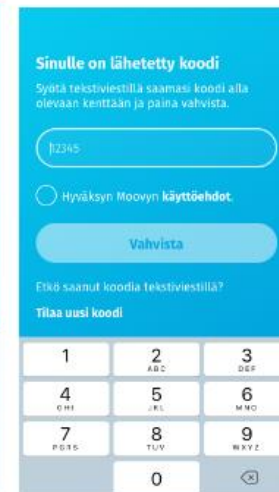 Sinulle on lähetetty koodi
Syötä tekstiviestillä saamasi koodi alla
olevaan kenttään ja paina vahvista.
12345
Hyväksyn Moovyn käyttöehdot.
Vahvista
Etkö saanut koodia tekstiviestillä?
Tilaa uusi koodi
1 2 3
ABC DEF
4 5 6
GHI JKL MNO
7 8 9
PQRS TUV WXYZ
0